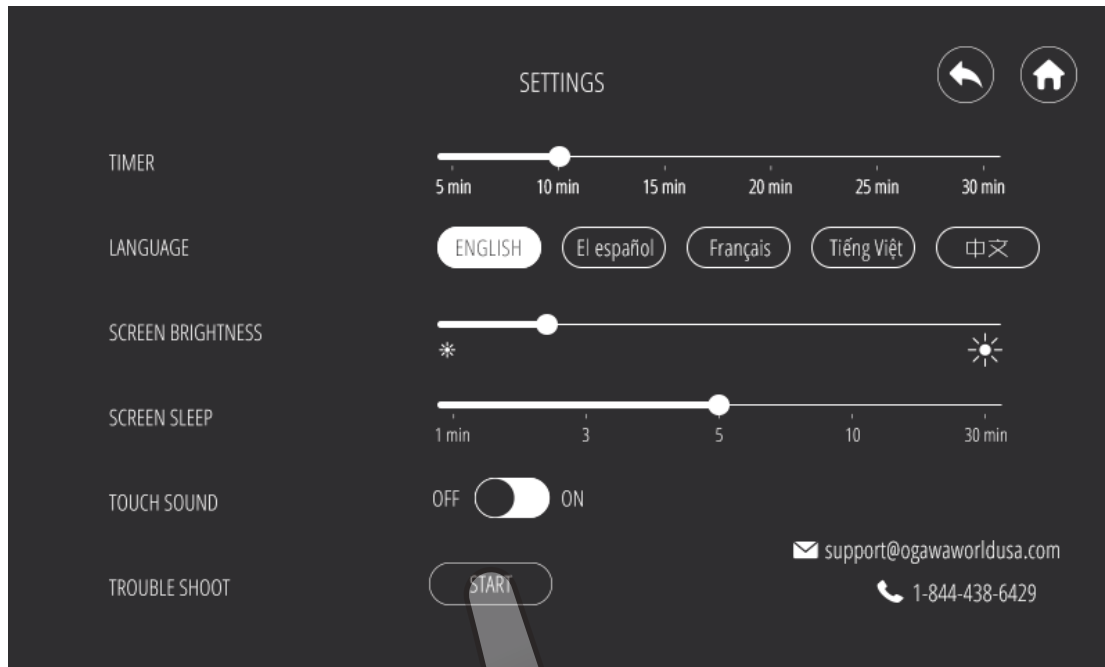 SETTINGS
TIMER
5 min 10 min 15 min 20 min 25 min 30 min
LANGUAGE ENGLISH El español Français Tiếng Việt 中文
SCREEN BRIGHTNESS
SCREEN SLEEP
1 min 3 5 10 30 min
TOUCH SOUND OFF ON
support@ogawaworldusa.com
TROUBLE SHOOT START 1-844-438-6429